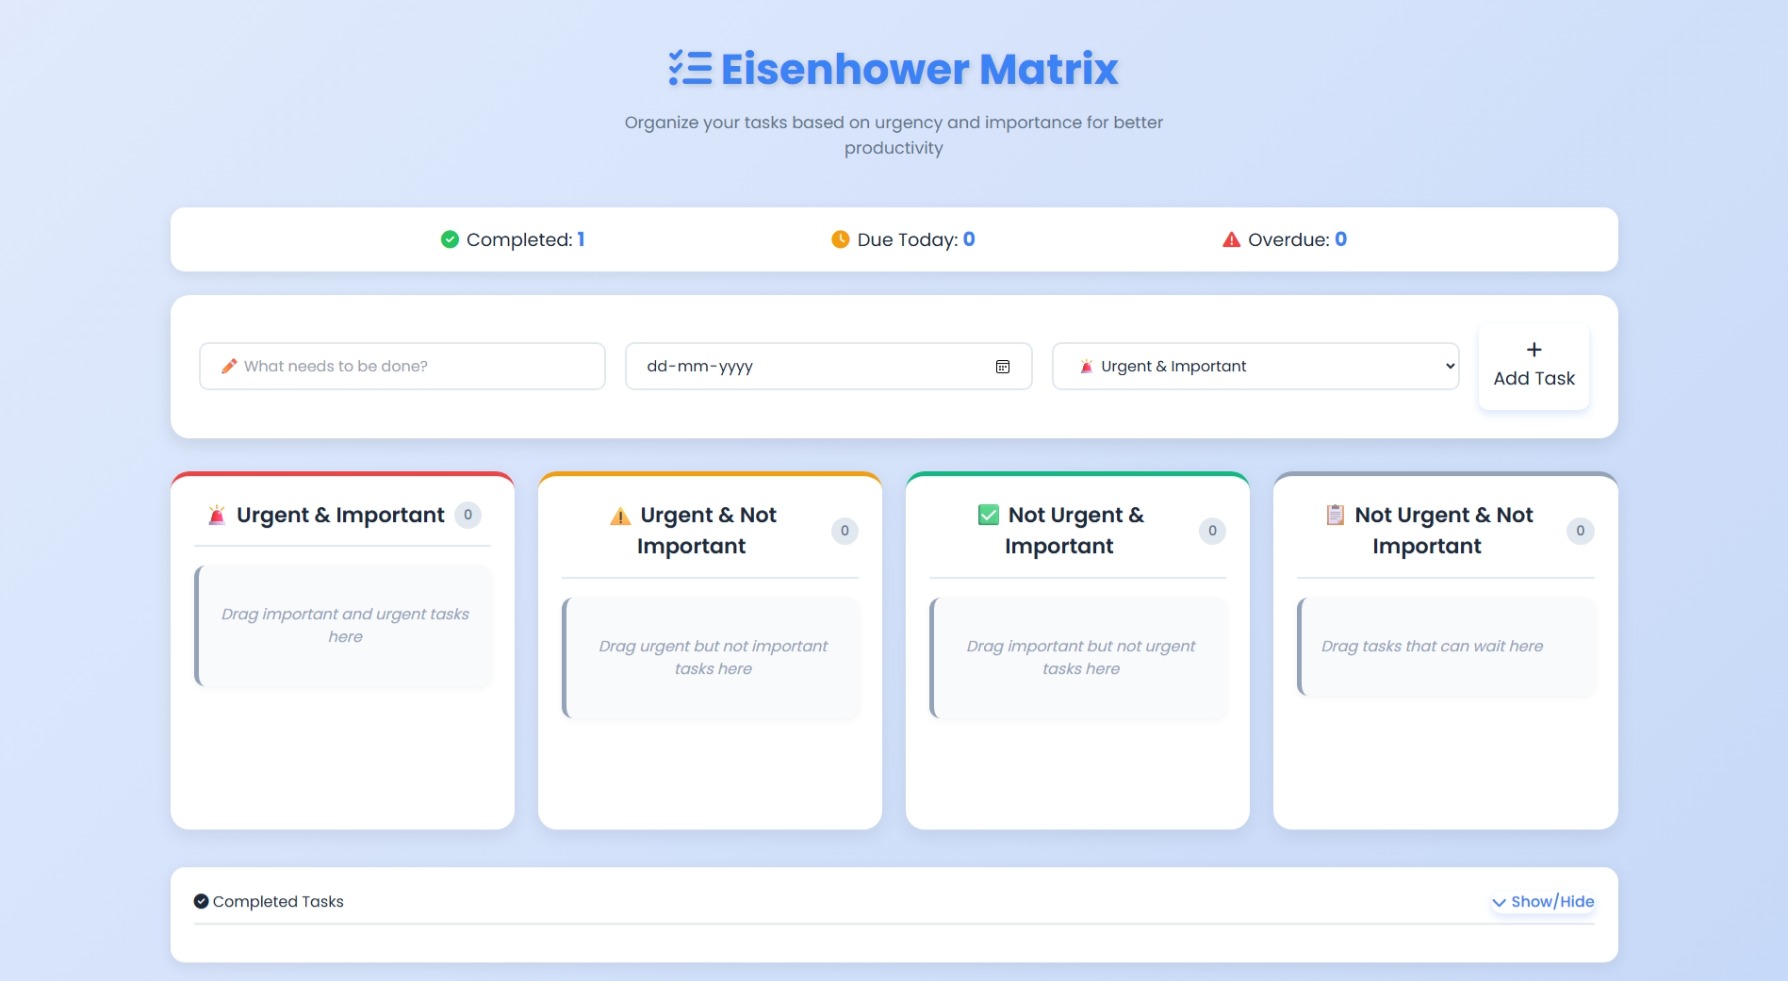 Eisenhower Matrix
Organize your tasks based on urgency and importance for better
productivity
Completed: 1
Due Today: 0
Overdue: 0
What needs to be done?
dd-mm-yyyy
Urgent & Important
Add Task
Urgent & Important 0
Urgent & Not
Important
0
Not Urgent &
Important
0
Not Urgent & Not
Important
0
Drag important and urgent tasks
here
Drag urgent but not important
tasks here
Drag important but not urgent
tasks here
Drag tasks that can wait here
Completed Tasks
Show/Hide